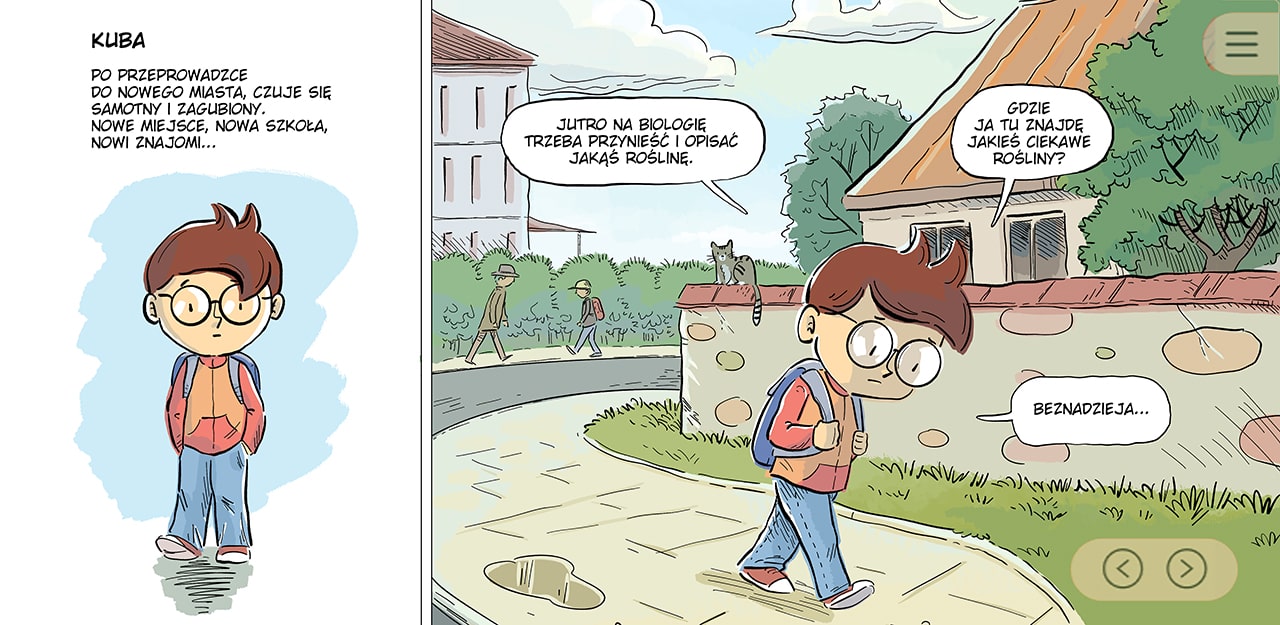 KUBA
PO PRZEPROWADZCE
DO NOWEGO MIASTA, CZUJE SIĘ
SAMOTNY I ZAGUBIONY.
NOWE MIEJSCE, NOWA SZKOŁA,
NOWI ZNAJOMI...
JUTRO NA BIOLOGIĘ
TRZEBA PRZYNIEŚĆ I OPISAĆ
JAKĄŚ ROŚLINĘ.
GDZIE
JA TU ZNAJDĘ
JAKIEŚ CIEKAWE
ROŚLINY?
BEZNADZIEJA...